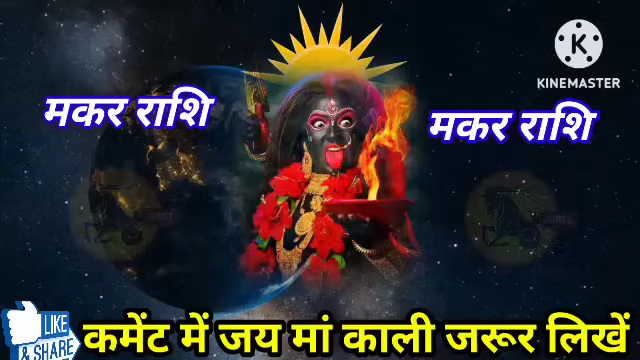 K
KINEMASTER
मकर राशि
मकर राशि
LIKE
& SHARE
कमेंट में जय मां काली जरूर लिखें